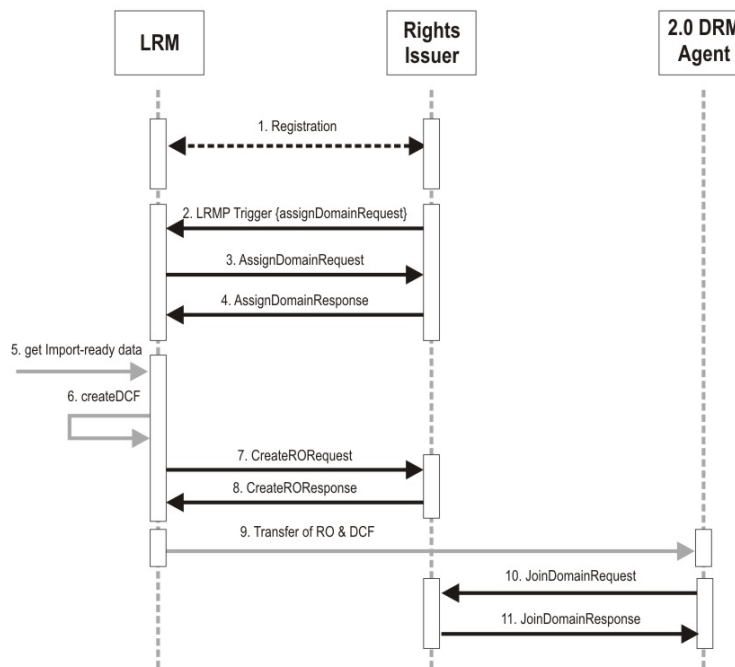 LRM
Rights
Issuer
2.0 DRM
Agent
1. Registration
2. LRMP Trigger {assignDomainRequest}
3. AssignDomainRequest
4. AssignDomainResponse
5. get Import-ready data
6. createDCF
7. CreateRORequest
8. CreateROResponse
9. Transfer of RO & DCF
10. JoinDomainRequest
11. JoinDomainResponse